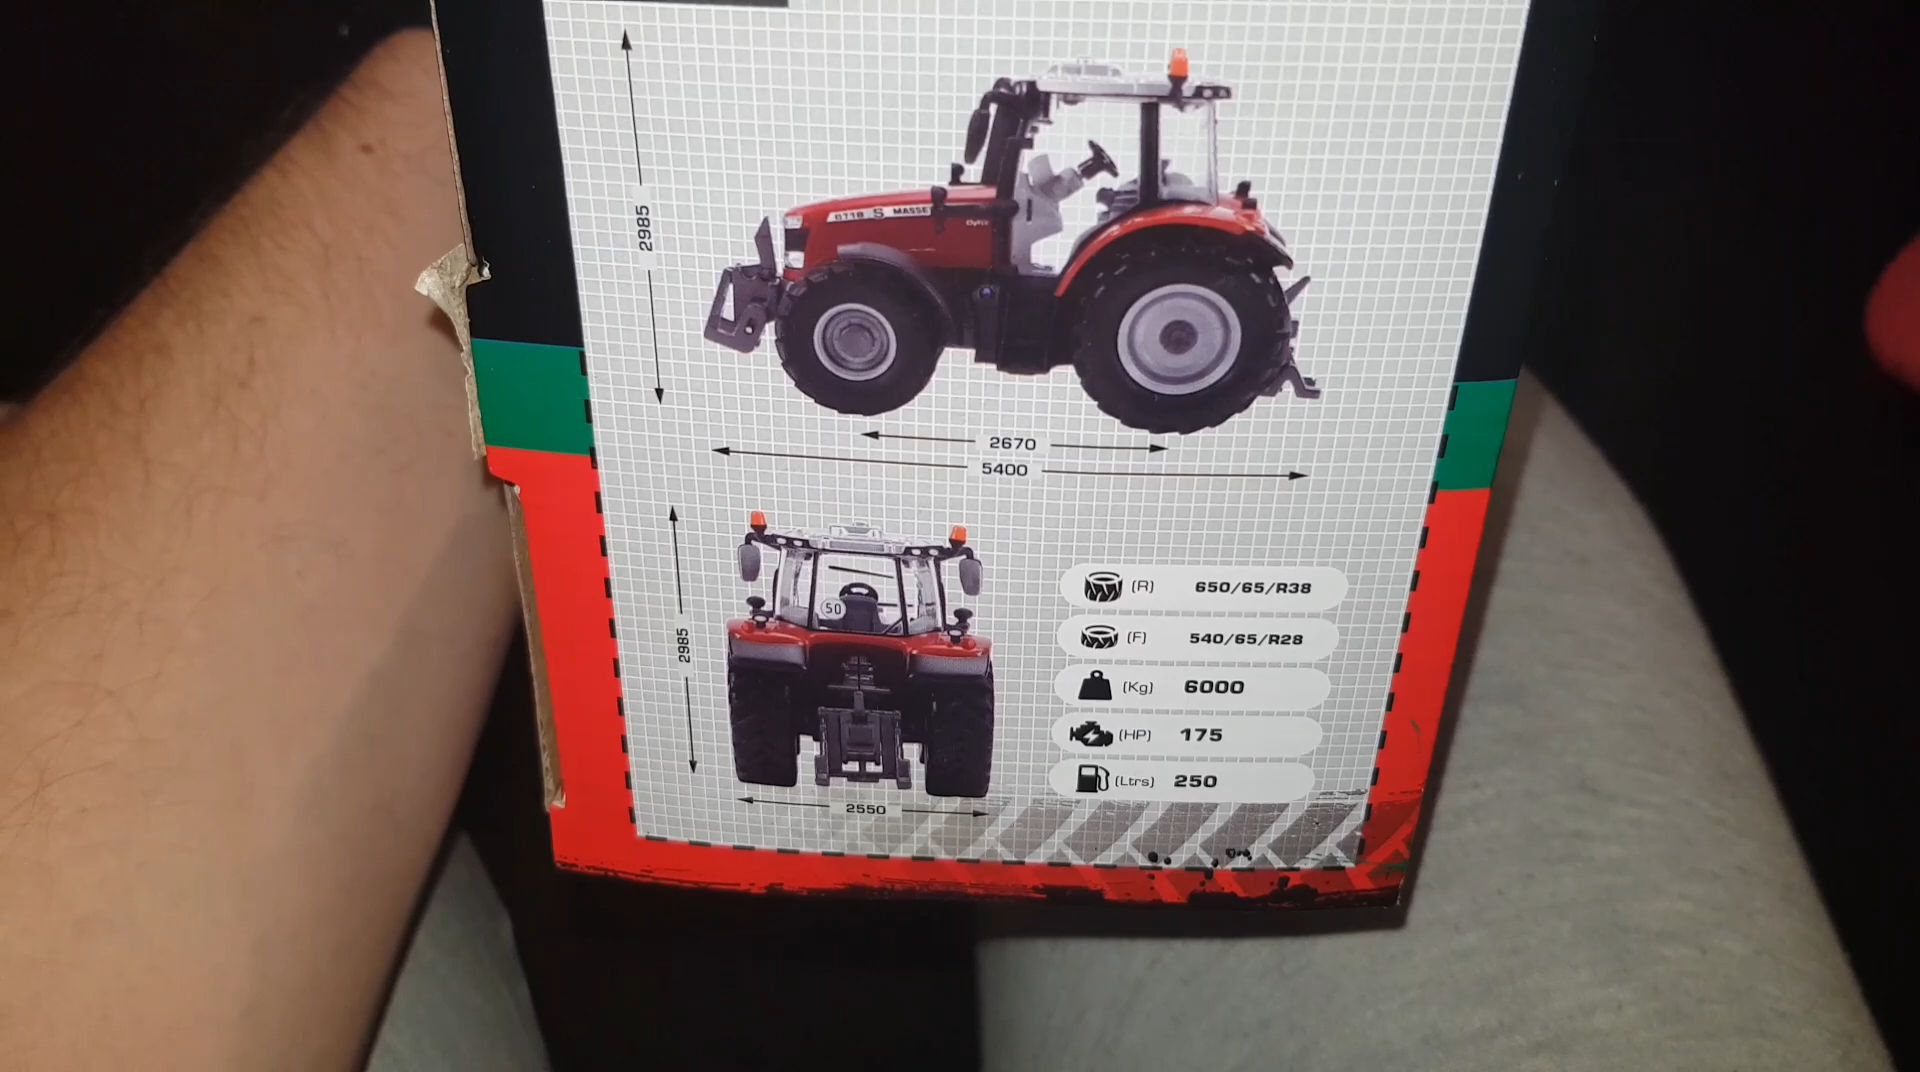 2985
6718 S MASSE
2670
5400
50
2985
2550
(R) 650/65/R38
(F) 540/65/R28
(Kg) 6000
(HP) 175
(Ltrs) 250